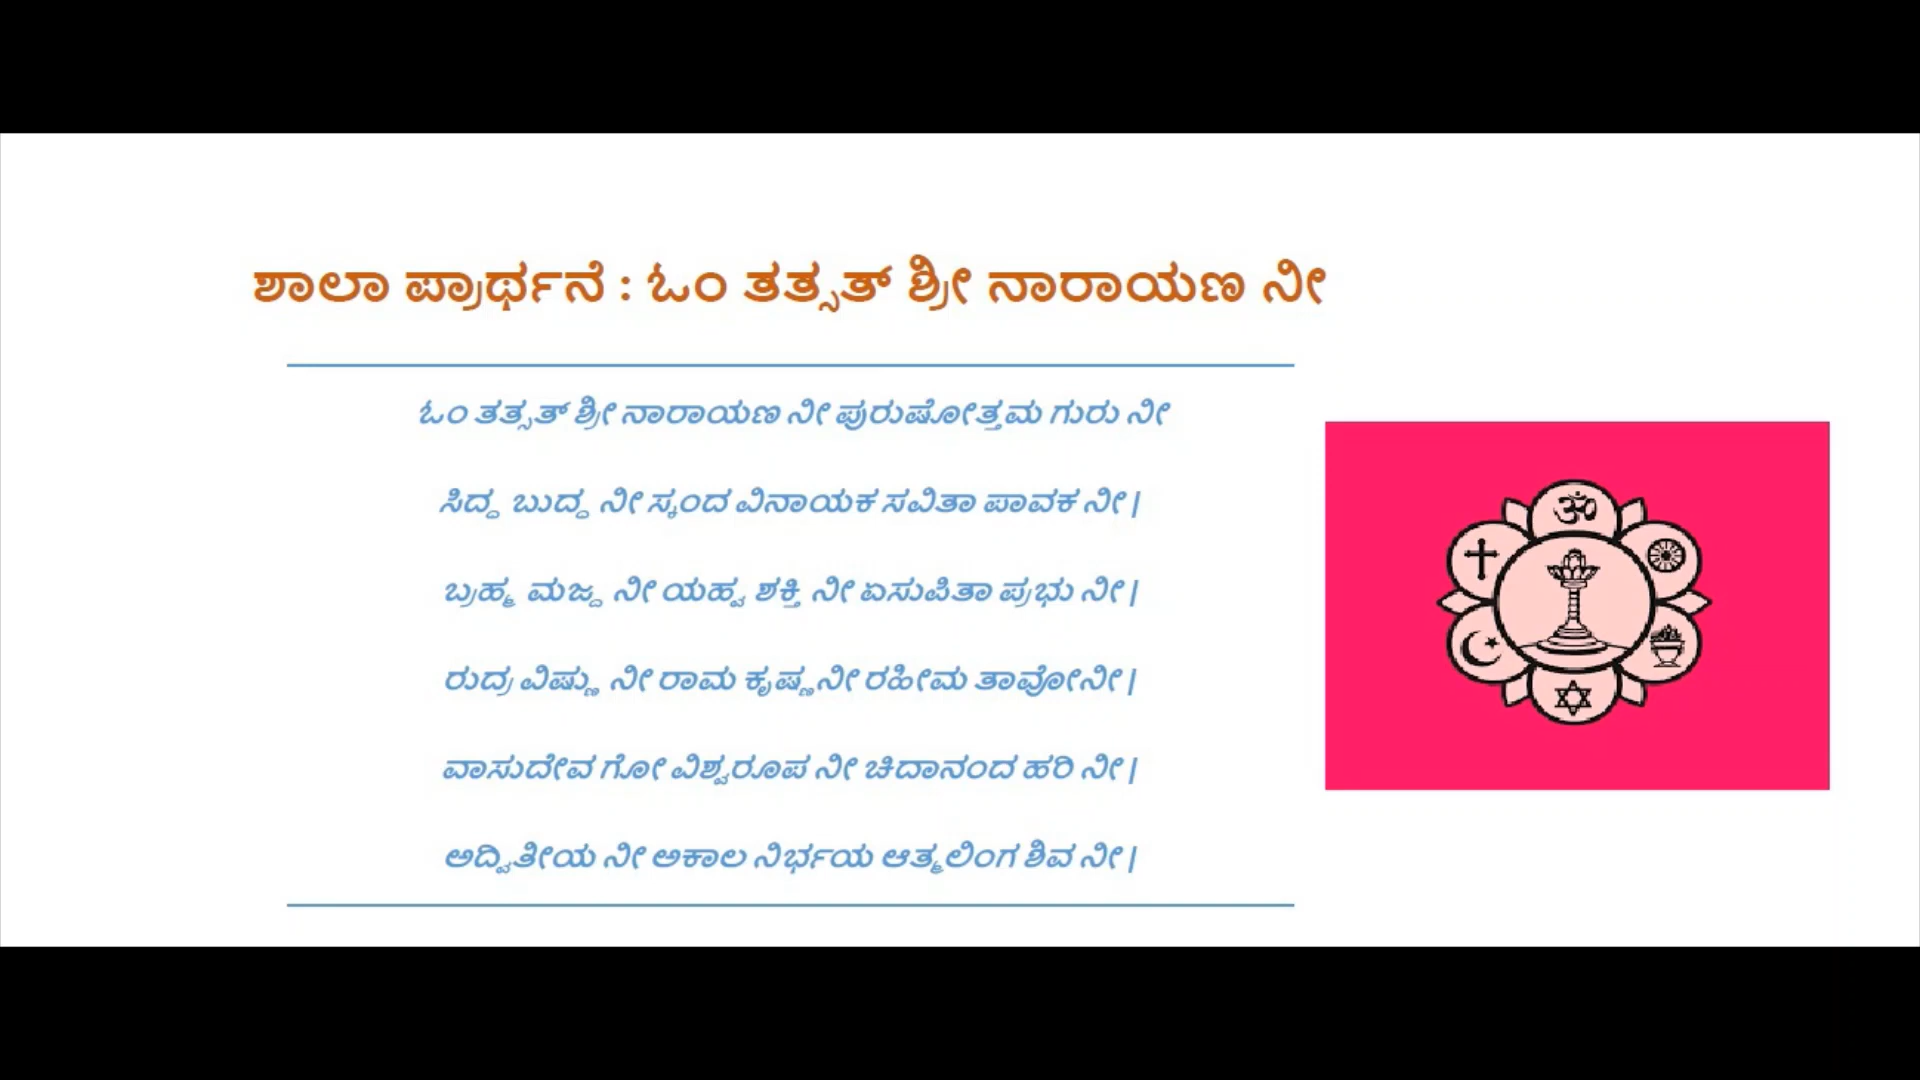 ಶಾಲಾ ಪ್ರಾರ್ಥನೆ : ಓಂ ತತ್ಸತ್ ಶ್ರೀ ನಾರಾಯಣ ನೀ
ಓಂ ತತ್ಸತ್ ಶ್ರೀ ನಾರಾಯಣ ನೀ ಪುರುಷೋತ್ತಮ ಗುರು ನೀ
ಸಿದ್ಧ ಬುದ್ಧ ನೀ ಸ್ಕಂದ ವಿನಾಯಕ ಸವಿತಾ ಪಾವಕ ನೀ |
ಬ್ರಹ್ಮ ಮಜ್ದ ನೀ ಯಹ್ವ ಶಕ್ತಿ ನೀ ಏಸುಪಿತಾ ಪ್ರಭು ನೀ |
ರುದ್ರ ವಿಷ್ಣು ನೀ ರಾಮ ಕೃಷ್ಣ ನೀ ರಹೀಮ ತಾವೋನೀ |
ವಾಸುದೇವ ಗೋ ವಿಶ್ವರೂಪ ನೀ ಚಿದಾನಂದ ಹರಿ ನೀ |
ಅದ್ವಿತೀಯ ನೀ ಅಕಾಲ ನಿರ್ಭಯ ಆತ್ಮಲಿಂಗ ಶಿವ ನೀ |
ॐ